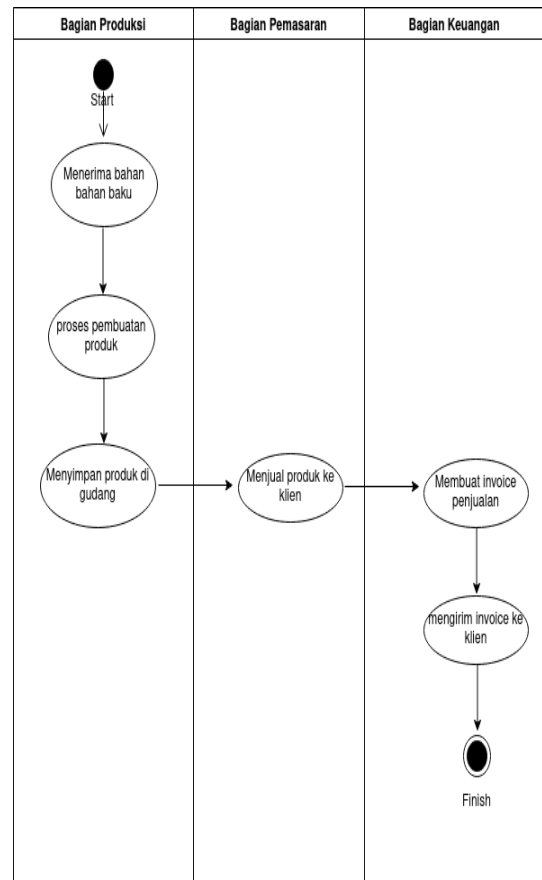 Bagian Produksi
Bagian Pemasaran
Bagian Keuangan
Start
Menerima bahan
bahan baku
proses pembuatan
produk
Menyimpan produk di
gudang
Menjual produk ke
klien
Membuat invoice
penjualan
mengirim invoice ke
klien
Finish